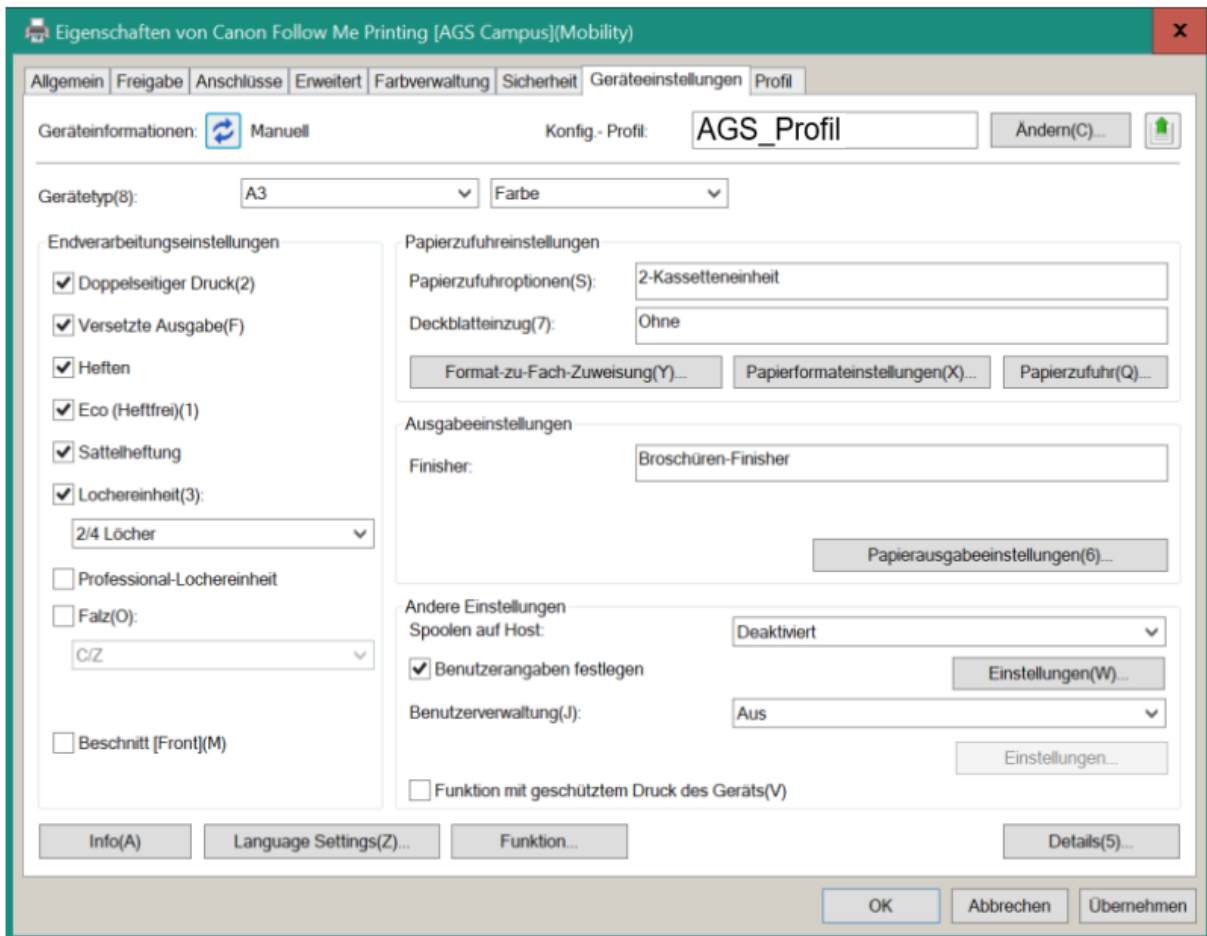 Eigenschaften von Canon Follow Me Printing [AGS Campus](Mobility)
x
Allgemein Freigabe Anschlüsse Erweitert Farbverwaltung Sicherheit Geräteeinstellungen Profil
Geräteinformationen: Manuell Konfig.- Profil: AGS_Profil Ändern(C)...
Gerätetyp(8): A3 Farbe
Endverarbeitungseinstellungen
Doppelseitiger Druck(2)
Versetzte Ausgabe(F)
Heften
Eco (Heftfrei)(1)
Sattelheftung
Lochereinheit(3):
2/4 Löcher
Professional-Lochereinheit
Falz(O):
C/Z
Beschnitt [Front](M)
Papierzufuhreinstellungen
Papierzufuhroptionen(S): 2-Kassetteneinheit
Deckblatteinzug(7): Ohne
Format-zu-Fach-Zuweisung(Y)... Papierformateinstellungen(X)... Papierzufuhr(Q)...
Ausgabeeinstellungen
Finisher: Broschüren-Finisher
Papierausgabeeinstellungen(6)...
Andere Einstellungen
Spoolen auf Host: Deaktiviert
Benutzerangaben festlegen Einstellungen(W)...
Benutzerverwaltung(J): Aus
Einstellungen...
Funktion mit geschütztem Druck des Geräts(V)
Info(A) Language Settings(Z)... Funktion... Details(5)...
OK Abbrechen Übernehmen